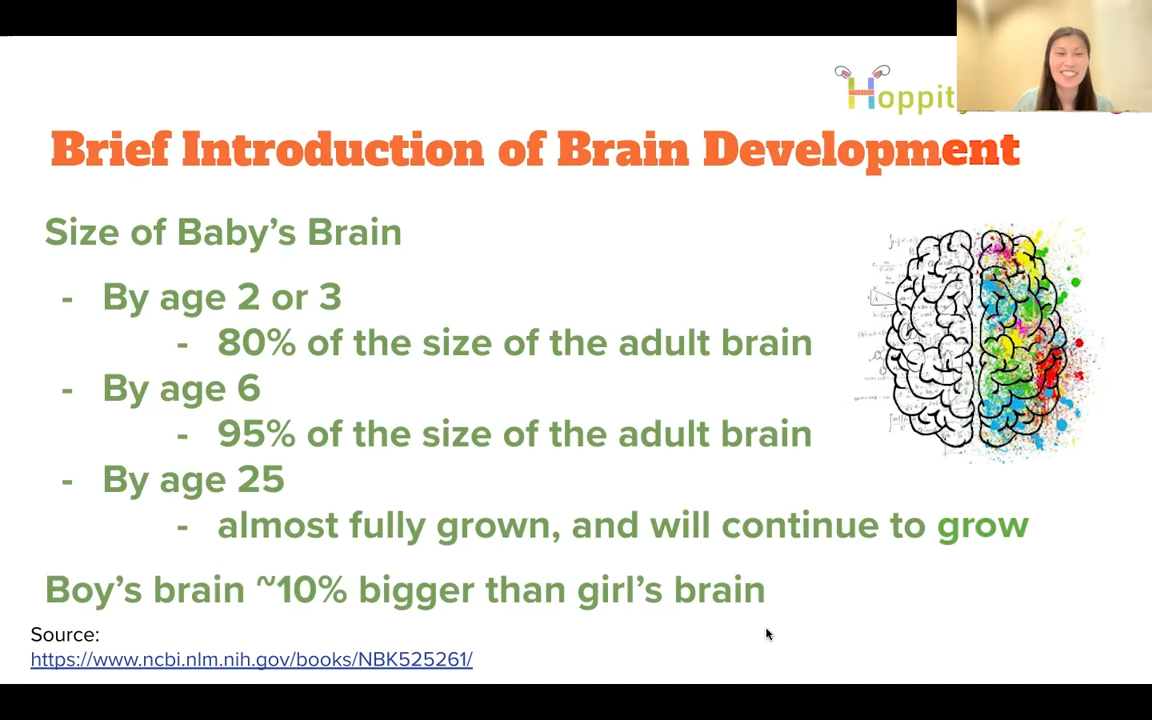 Hoppit
Brief Introduction of Brain Development
Size of Baby’s Brain
- By age 2 or 3
- 80% of the size of the adult brain
- By age 6
- 95% of the size of the adult brain
- By age 25
- almost fully grown, and will continue to grow
Boy’s brain ~10% bigger than girl’s brain
Source:
https://www.ncbi.nlm.nih.gov/books/NBK525261/